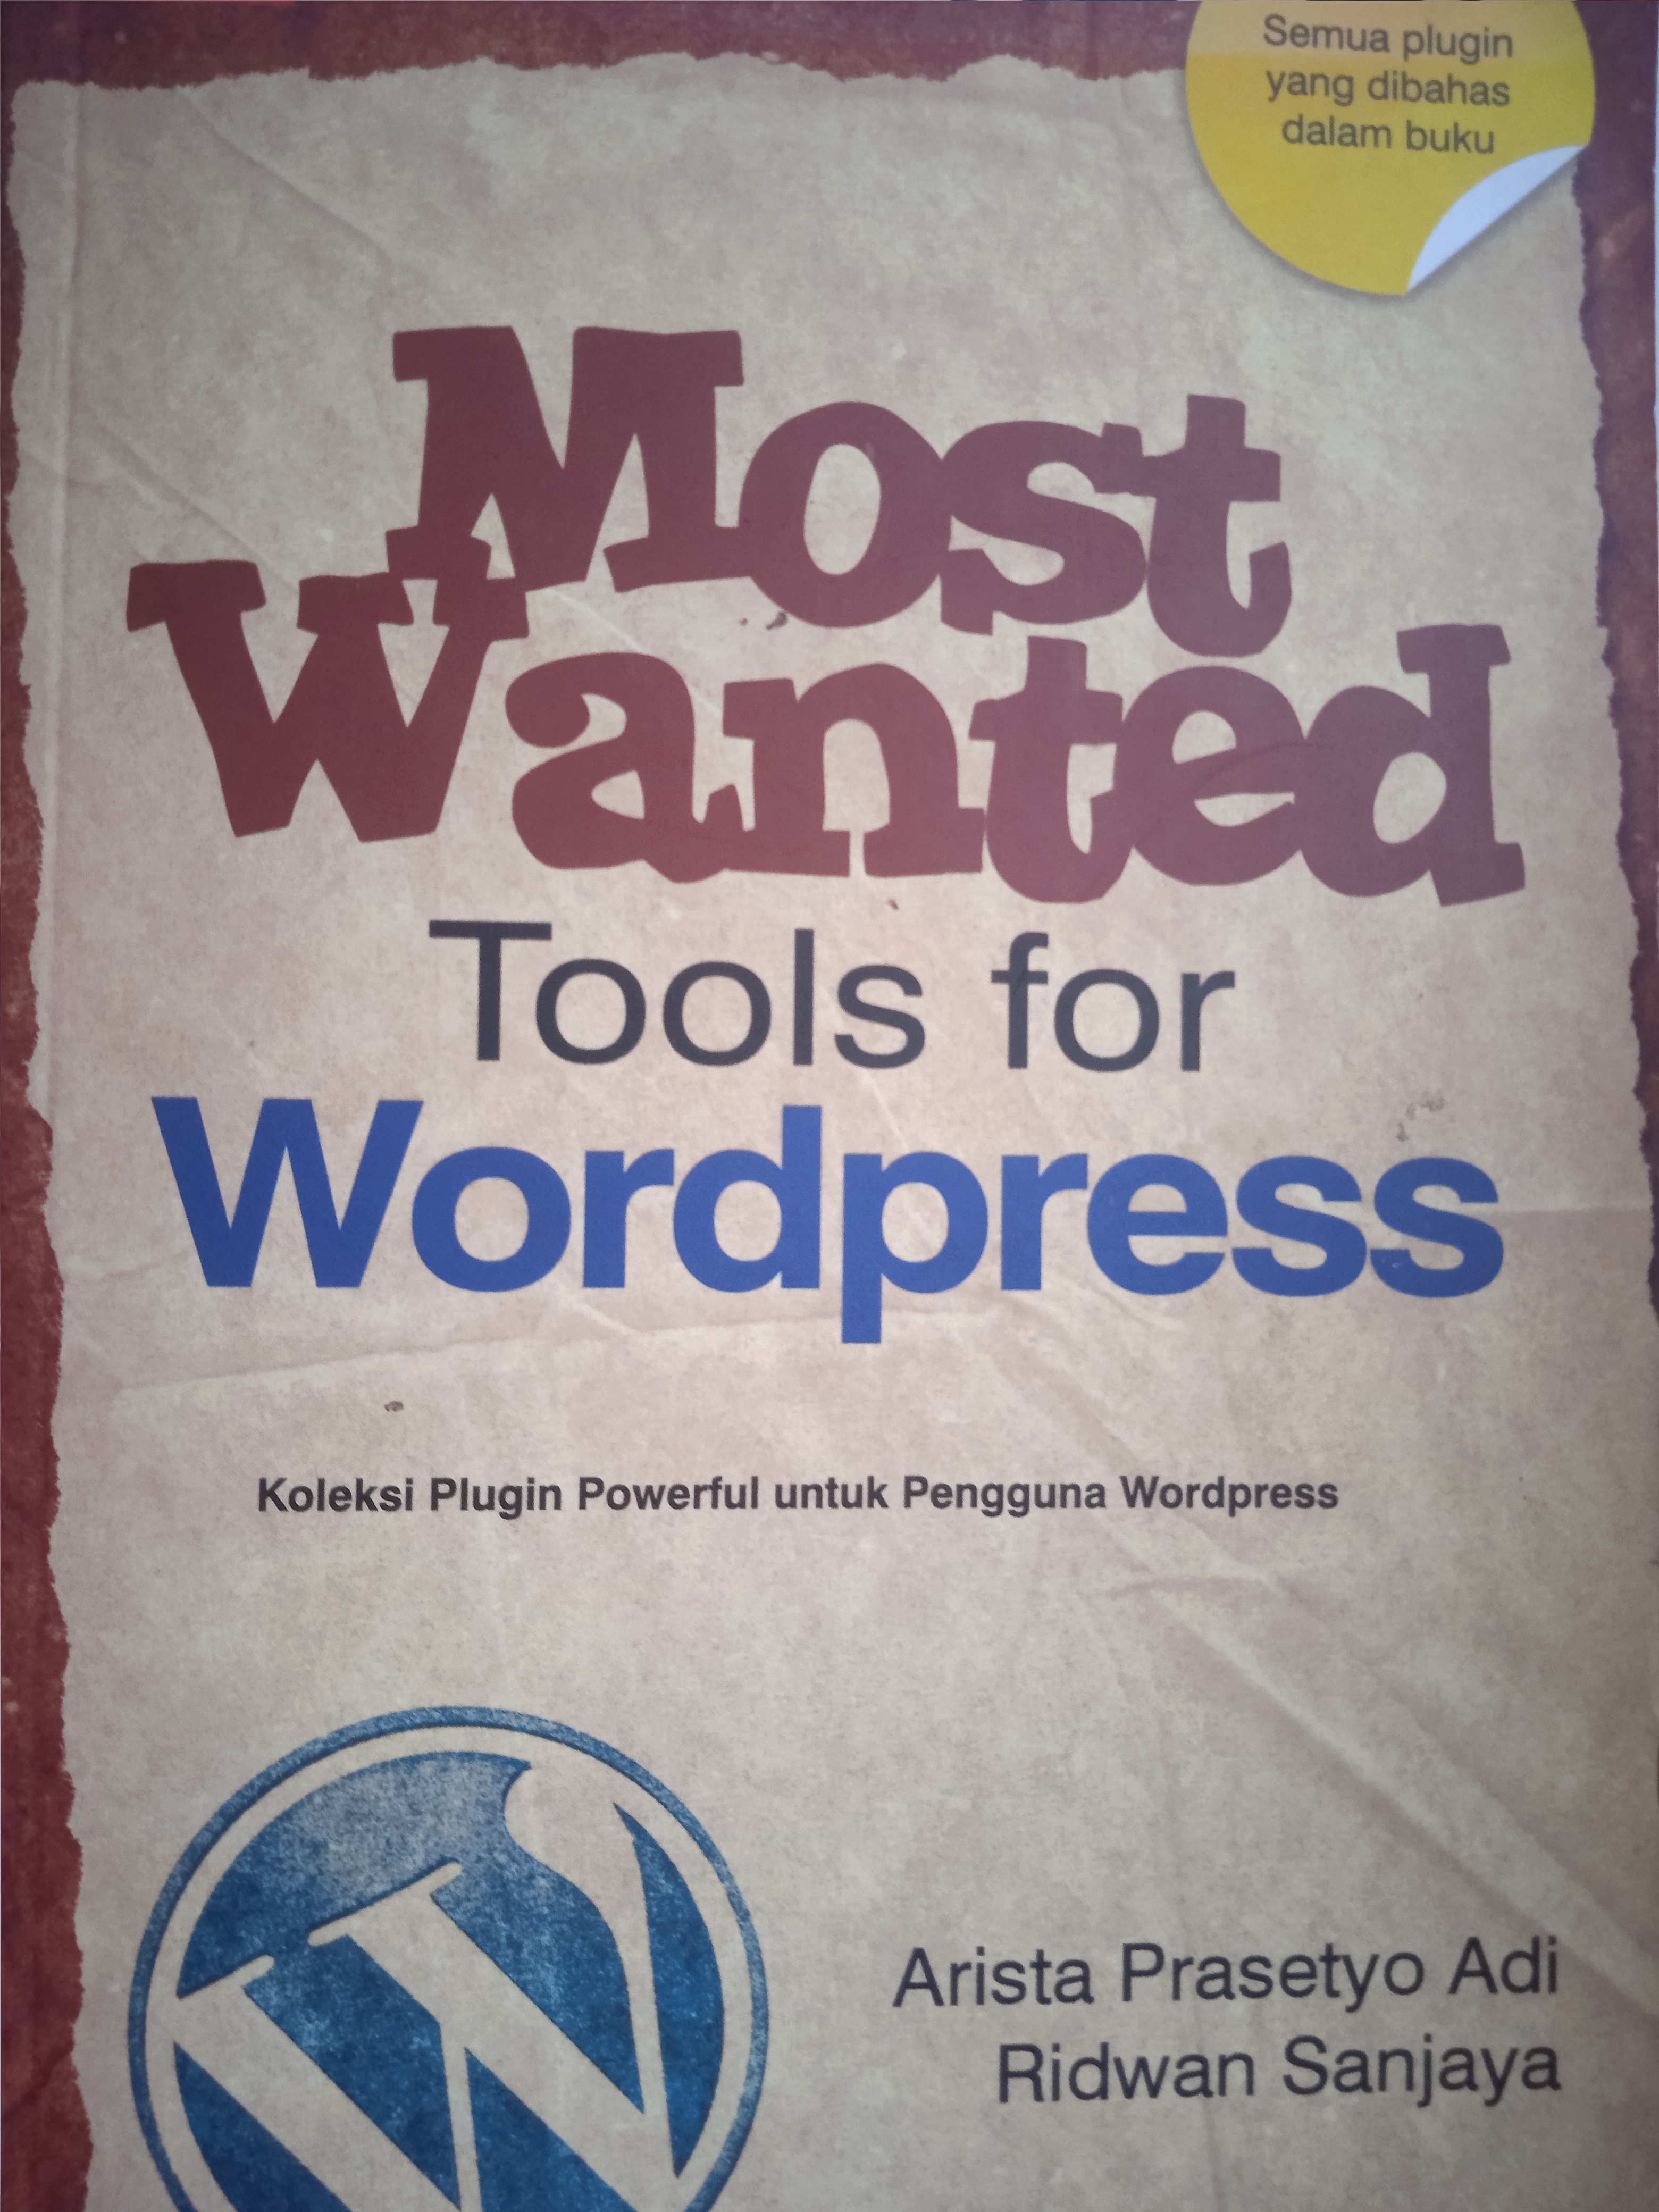 Semua plugin
yang dibahas
dalam buku
Most
Wanted
Tools for
Wordpress
Koleksi Plugin Powerful untuk Pengguna Wordpress
Arista Prasetyo Adi
Ridwan Sanjaya